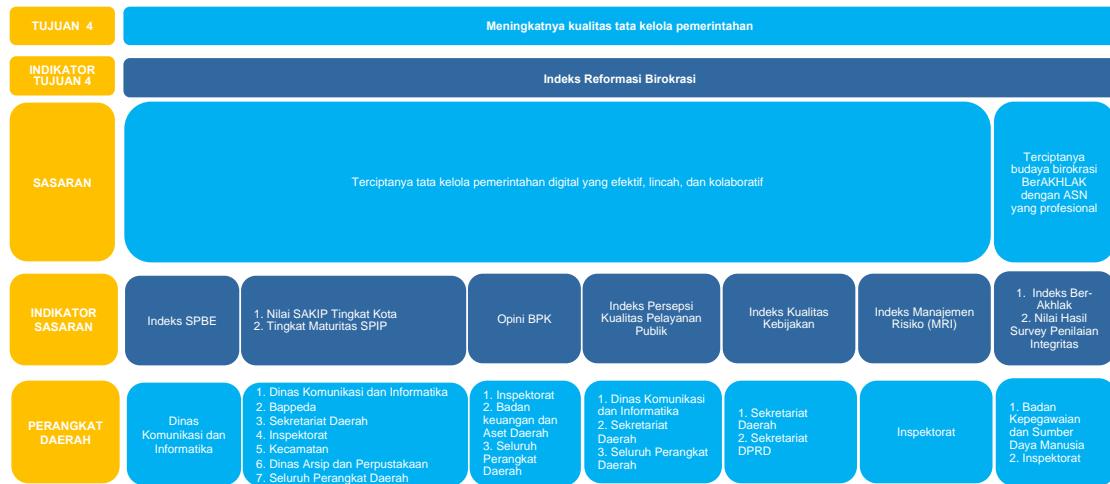 TUJUAN 4
Meningkatnya kualitas tata kelola pemerintahan
INDIKATOR
TUJUAN 4
Indeks Reformasi Birokrasi
SASARAN
Terciptanya tata kelola pemerintahan digital yang efektif, lincah, dan kolaboratif
Terciptanya
budaya birokrasi
BerAKHLAK
dengan ASN
yang profesional
INDIKATOR
SASARAN
Indeks SPBE
1. Nilai SAKIP Tingkat Kota
2. Tingkat Maturitas SPIP
Opini BPK
Indeks Persepsi
Kualitas Pelayanan
Publik
Indeks Kualitas
Kebijakan
Indeks Manajemen
Risiko (MRI)
1. Indeks Ber-
Akhlak
2. Nilai Hasil
Survey Penilaian
Integritas
PERANGKAT
DAERAH
Dinas
Komunikasi dan
Informatika
1. Dinas Komunikasi dan Informatika
2. Bappeda
3. Sekretariat Daerah
4. Inspektorat
5. Kecamatan
6. Dinas Arsip dan Perpustakaan
7. Seluruh Perangkat Daerah
1. Inspektorat
2. Badan
keuangan dan
Aset Daerah
3. Seluruh
Perangkat
Daerah
1. Dinas Komunikasi
dan Informatika
2. Sekretariat
Daerah
3. Seluruh Perangkat
Daerah
1. Sekretariat
Daerah
2. Sekretariat
DPRD
Inspektorat
1. Badan
Kepegawaian
dan Sumber
Daya Manusia
2. Inspektorat